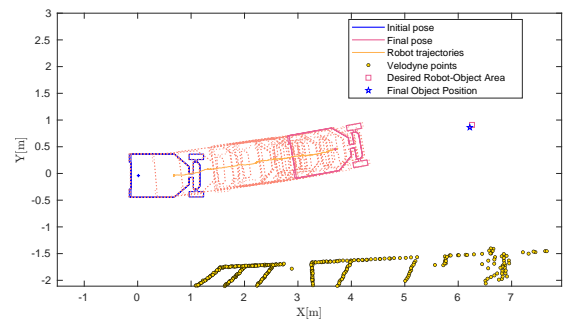 3
2.5
2
1.5
1
0.5
0
-0.5
-1
-1.5
-2
-1 0 1 2 3 4 5 6 7
X[m]
Y[m]
Initial pose
Final pose
Robot trajectories
Velodyne points
Desired Robot-Object Area
Final Object Position